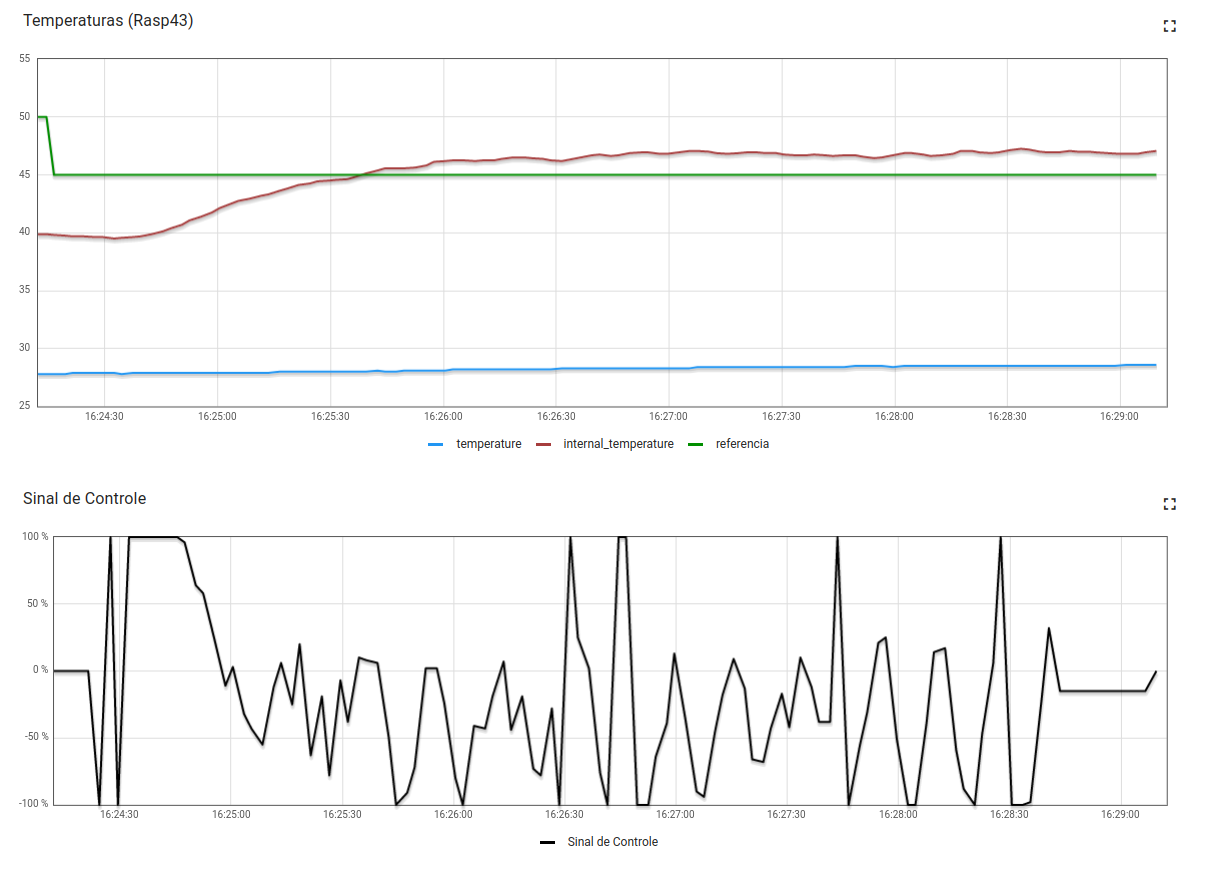 Temperaturas (Rasp43)
55
50
45
40
35
30
25
16:24:30 16:25:00 16:25:30 16:26:00 16:26:30 16:27:00 16:27:30 16:28:00 16:28:30 16:29:00
temperature internal_temperature referencia
Sinal de Controle
100 %
50 %
0 %
-50 %
-100 %
16:24:30 16:25:00 16:25:30 16:26:00 16:26:30 16:27:00 16:27:30 16:28:00 16:28:30 16:29:00
Sinal de Controle